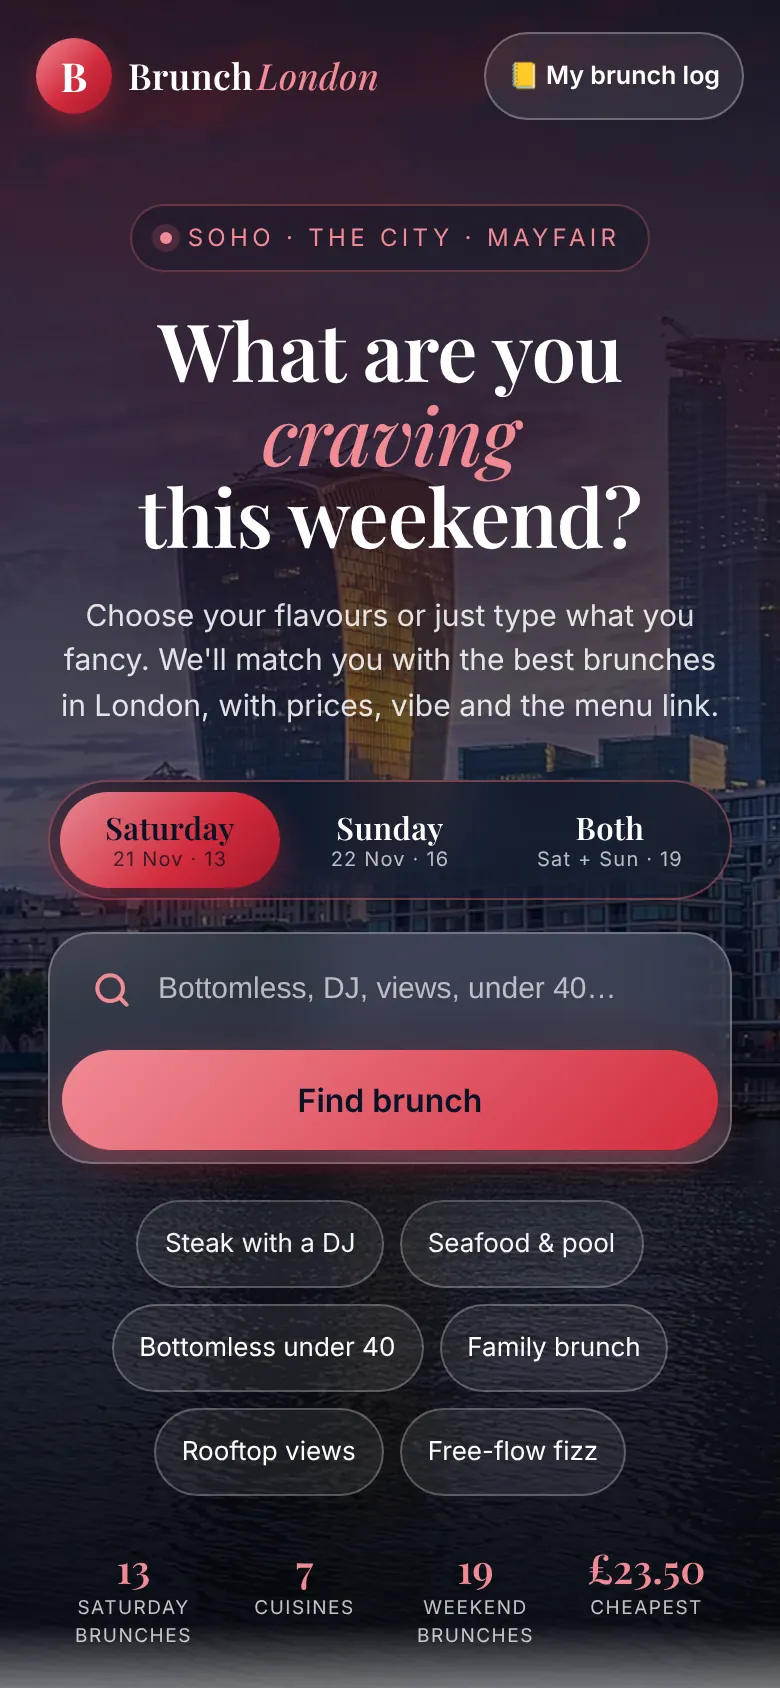 B BrunchLondon
📒 My brunch log
SOHO · THE CITY · MAYFAIR
What are you
craving
this weekend?
Choose your flavours or just type what you
fancy. We'll match you with the best brunches
in London, with prices, vibe and the menu link.
Saturday
21 Nov · 13
Sunday
22 Nov · 16
Both
Sat + Sun · 19
Bottomless, DJ, views, under 40…
Find brunch
Steak with a DJ
Seafood & pool
Bottomless under 40
Family brunch
Rooftop views
Free-flow fizz
13
SATURDAY
BRUNCHES
7
CUISINES
19
WEEKEND
BRUNCHES
£23.50
CHEAPEST